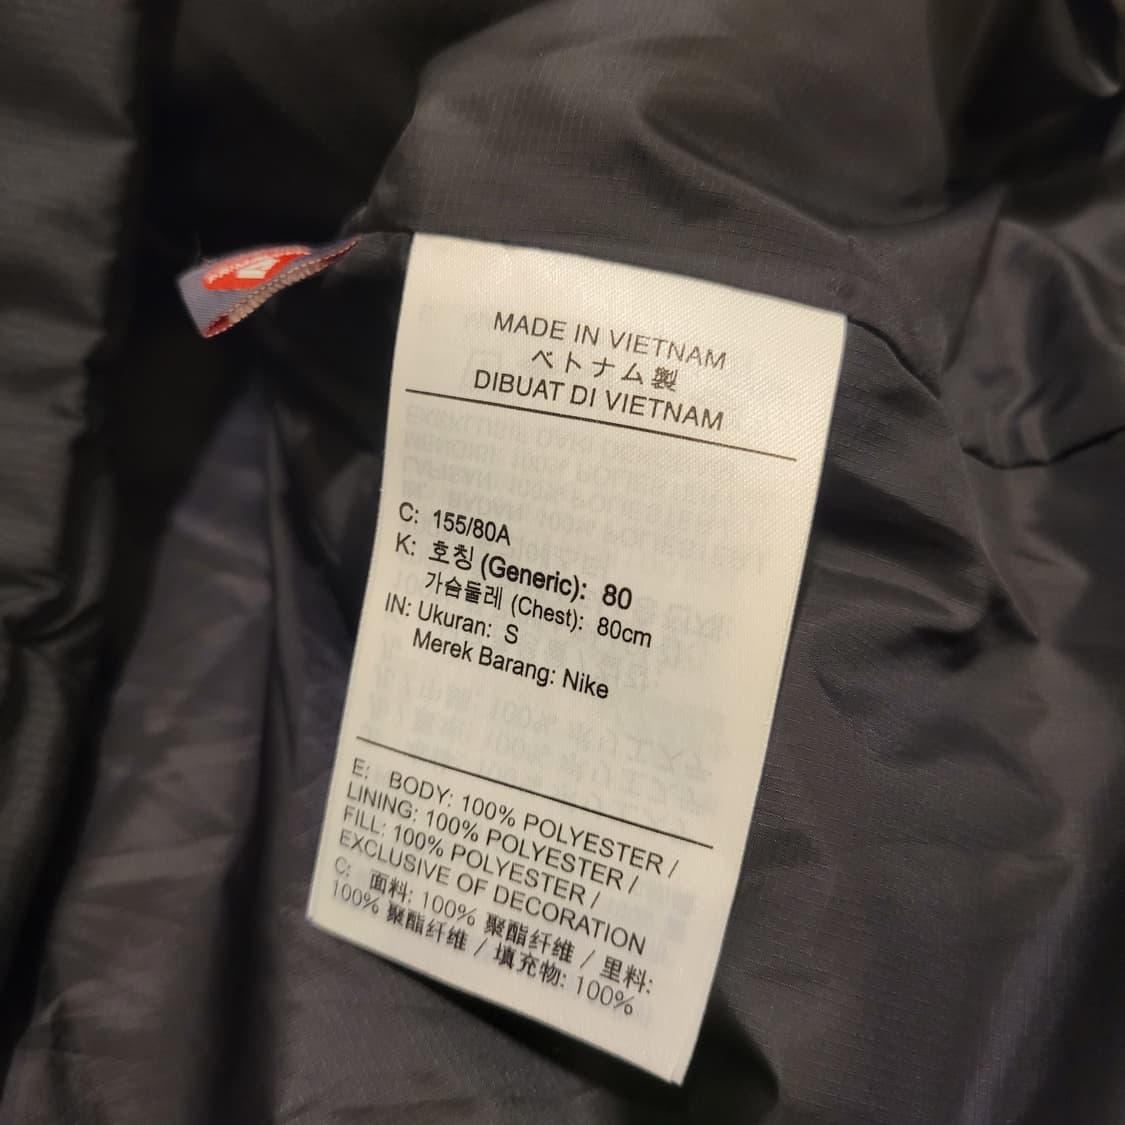 MADE IN VIETNAM
ベトナム製
DIBUAT DI VIETNAM
C: 155/80A
K: 호칭 (Generic): 80
가슴둘레 (Chest): 80cm
IN: Ukuran: S
Merek Barang: Nike
E: BODY: 100% POLYESTER /
LINING: 100% POLYESTER /
FILL: 100% POLYESTER /
EXCLUSIVE OF DECORATION
C: 面料: 100% 聚酯纤维 / 里料:
100% 聚酯纤维 / 填充物: 100%